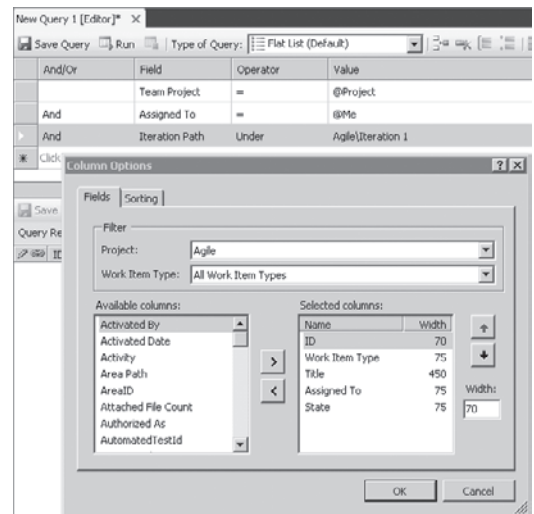 New Query 1 [Editor]*
Save Query Run Type of Query: Flat List (Default)
And/Or Field Operator Value
Team Project = @Project
And Assigned To = @Me
And Iteration Path Under Agile\Iteration 1
* Click
Column Options
Fields Sorting
Save
Filter
Query Re
Project: Agile
Work Item Type: All Work Item Types
Available columns: Selected columns:
Activated By Name Width
Activated Date ID 70
Activity Work Item Type 75
Area Path Title 450
AreaID Assigned To 75 Width:
Attached File Count State 75 70
Authorized As
AutomatedTestId
OK Cancel